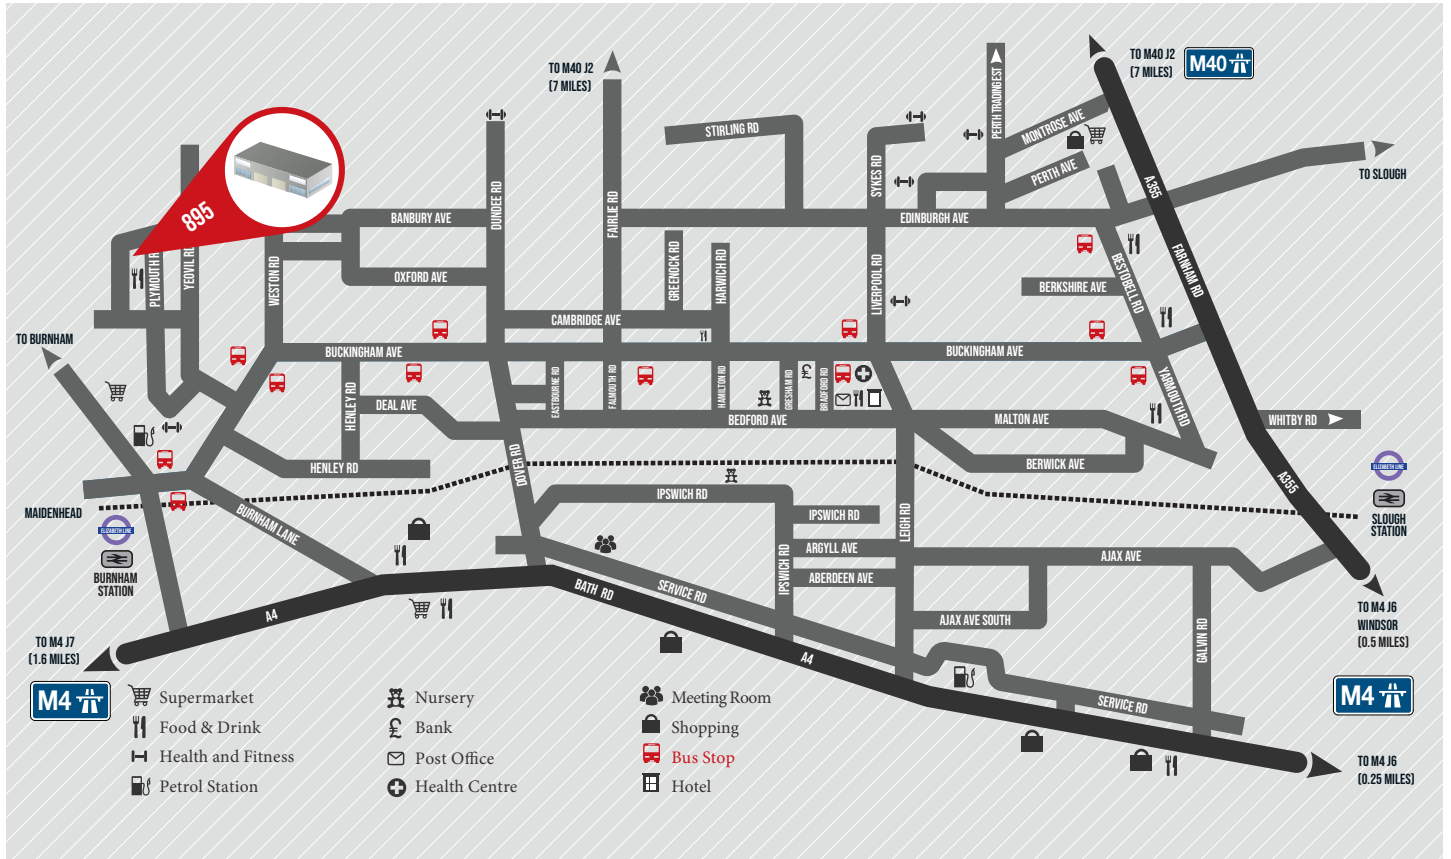 TO M40 J2
(7 MILES)
TO M40 J2
(7 MILES)
M40
PERTH TRADING EST
MONTROSE AVE
STIRLING RD
SYKES RD
PERTH AVE
A355
TO SLOUGH
895
BANBURY AVE
DUNDEE RD
FAIRLIE RD
EDINBURGH AVE
PLYMOUTH R
YEOVIL RD
WESTON RD
OXFORD AVE
GREENOCK RD
HARWICH RD
LIVERPOOL RD
BERKSHIRE AVE
BESTOBELL RD
FARNHAM RD
CAMBRIDGE AVE
TO BURNHAM
BUCKINGHAM AVE
BUCKINGHAM AVE
HENLEY RD
DEAL AVE
EASTBOURNE RD
FALMOUTH RD
HAMILTON RD
GRESHAM RD
BRADFORD RD
YARMOUTH RD
BEDFORD AVE
MALTON AVE
WHITBY RD
HENLEY RD
DOVER RD
BERWICK AVE
ELIZABETH LINE
A355
MAIDENHEAD
BURNHAM LANE
IPSWICH RD
IPSWICH RD
LEIGH RD
SLOUGH
STATION
ELIZABETH LINE
BURNHAM
STATION
ARGYLL AVE
AJAX AVE
IPSWICH RD
ABERDEEN AVE
BATH RD
SERVICE RD
A4
AJAX AVE SOUTH
GALVIN RD
TO M4 J6
WINDSOR
(0.5 MILES)
TO M4 J7
(1.6 MILES)
A4
M4
M4
SERVICE RD
Supermarket
Food & Drink
Health and Fitness
Petrol Station
Nursery
£ Bank
Post Office
Health Centre
Meeting Room
Shopping
Bus Stop
Hotel
£
TO M4 J6
(0.25 MILES)